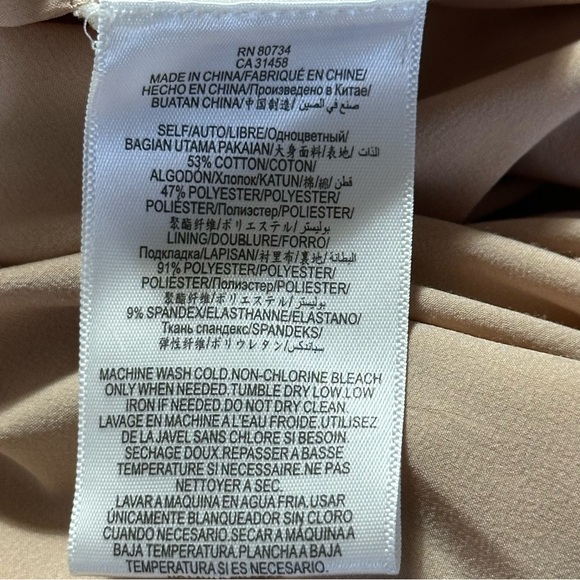 RN 80734
CA 31458
MADE IN CHINA/FABRIQUÉ EN CHINE/
HECHO EN CHINA/Произведено в Китае/
BUATAN CHINA/中国制造/ صنع في الصين/
SELF/AUTO/LIBRE/Одноцветный/
BAGIAN UTAMA PAKAIAN/大身面料/表地/ الذات/
53% COTTON/COTON/
ALGODÓN/Хлопок/KATUN/棉/綿/ قطن/
47% POLYESTER/POLYESTER/
POLIÉSTER/Полиэстер/POLIESTER/
聚酯纤维/ポリエステル/ بوليستر/
LINING/DOUBLURE/FORRO/
Подкладка/LAPISAN/衬里布/裏地/ البطانة/
91% POLYESTER/POLYESTER/
POLIÉSTER/Полиэстер/POLIESTER/
聚酯纤维/ポリエステル/ بوليستر/
9% SPANDEX/ÉLASTHANNE/ELASTANO/
Ткань спандекс/SPANDEKS/
弹性纤维/ポリウレタン/ سباندكس/
MACHINE WASH COLD.NON-CHLORINE BLEACH
ONLY WHEN NEEDED.TUMBLE DRY LOW.LOW
IRON IF NEEDED.DO NOT DRY CLEAN.
LAVAGE EN MACHINE A L'EAU FROIDE.UTILISEZ
DE LA JAVEL SANS CHLORE SI BESOIN.
SECHAGE DOUX.REPASSER A BASSE
TEMPERATURE SI NECESSAIRE.NE PAS
NETTOYER A SEC.
LAVAR A MAQUINA EN AGUA FRIA.USAR
ÚNICAMENTE BLANQUEADOR SIN CLORO
CUANDO NECESARIO.SECAR A MÁQUINA A
BAJA TEMPERATURA.PLANCHA A BAJA
TEMPERATURA SI ES NECESARIO.